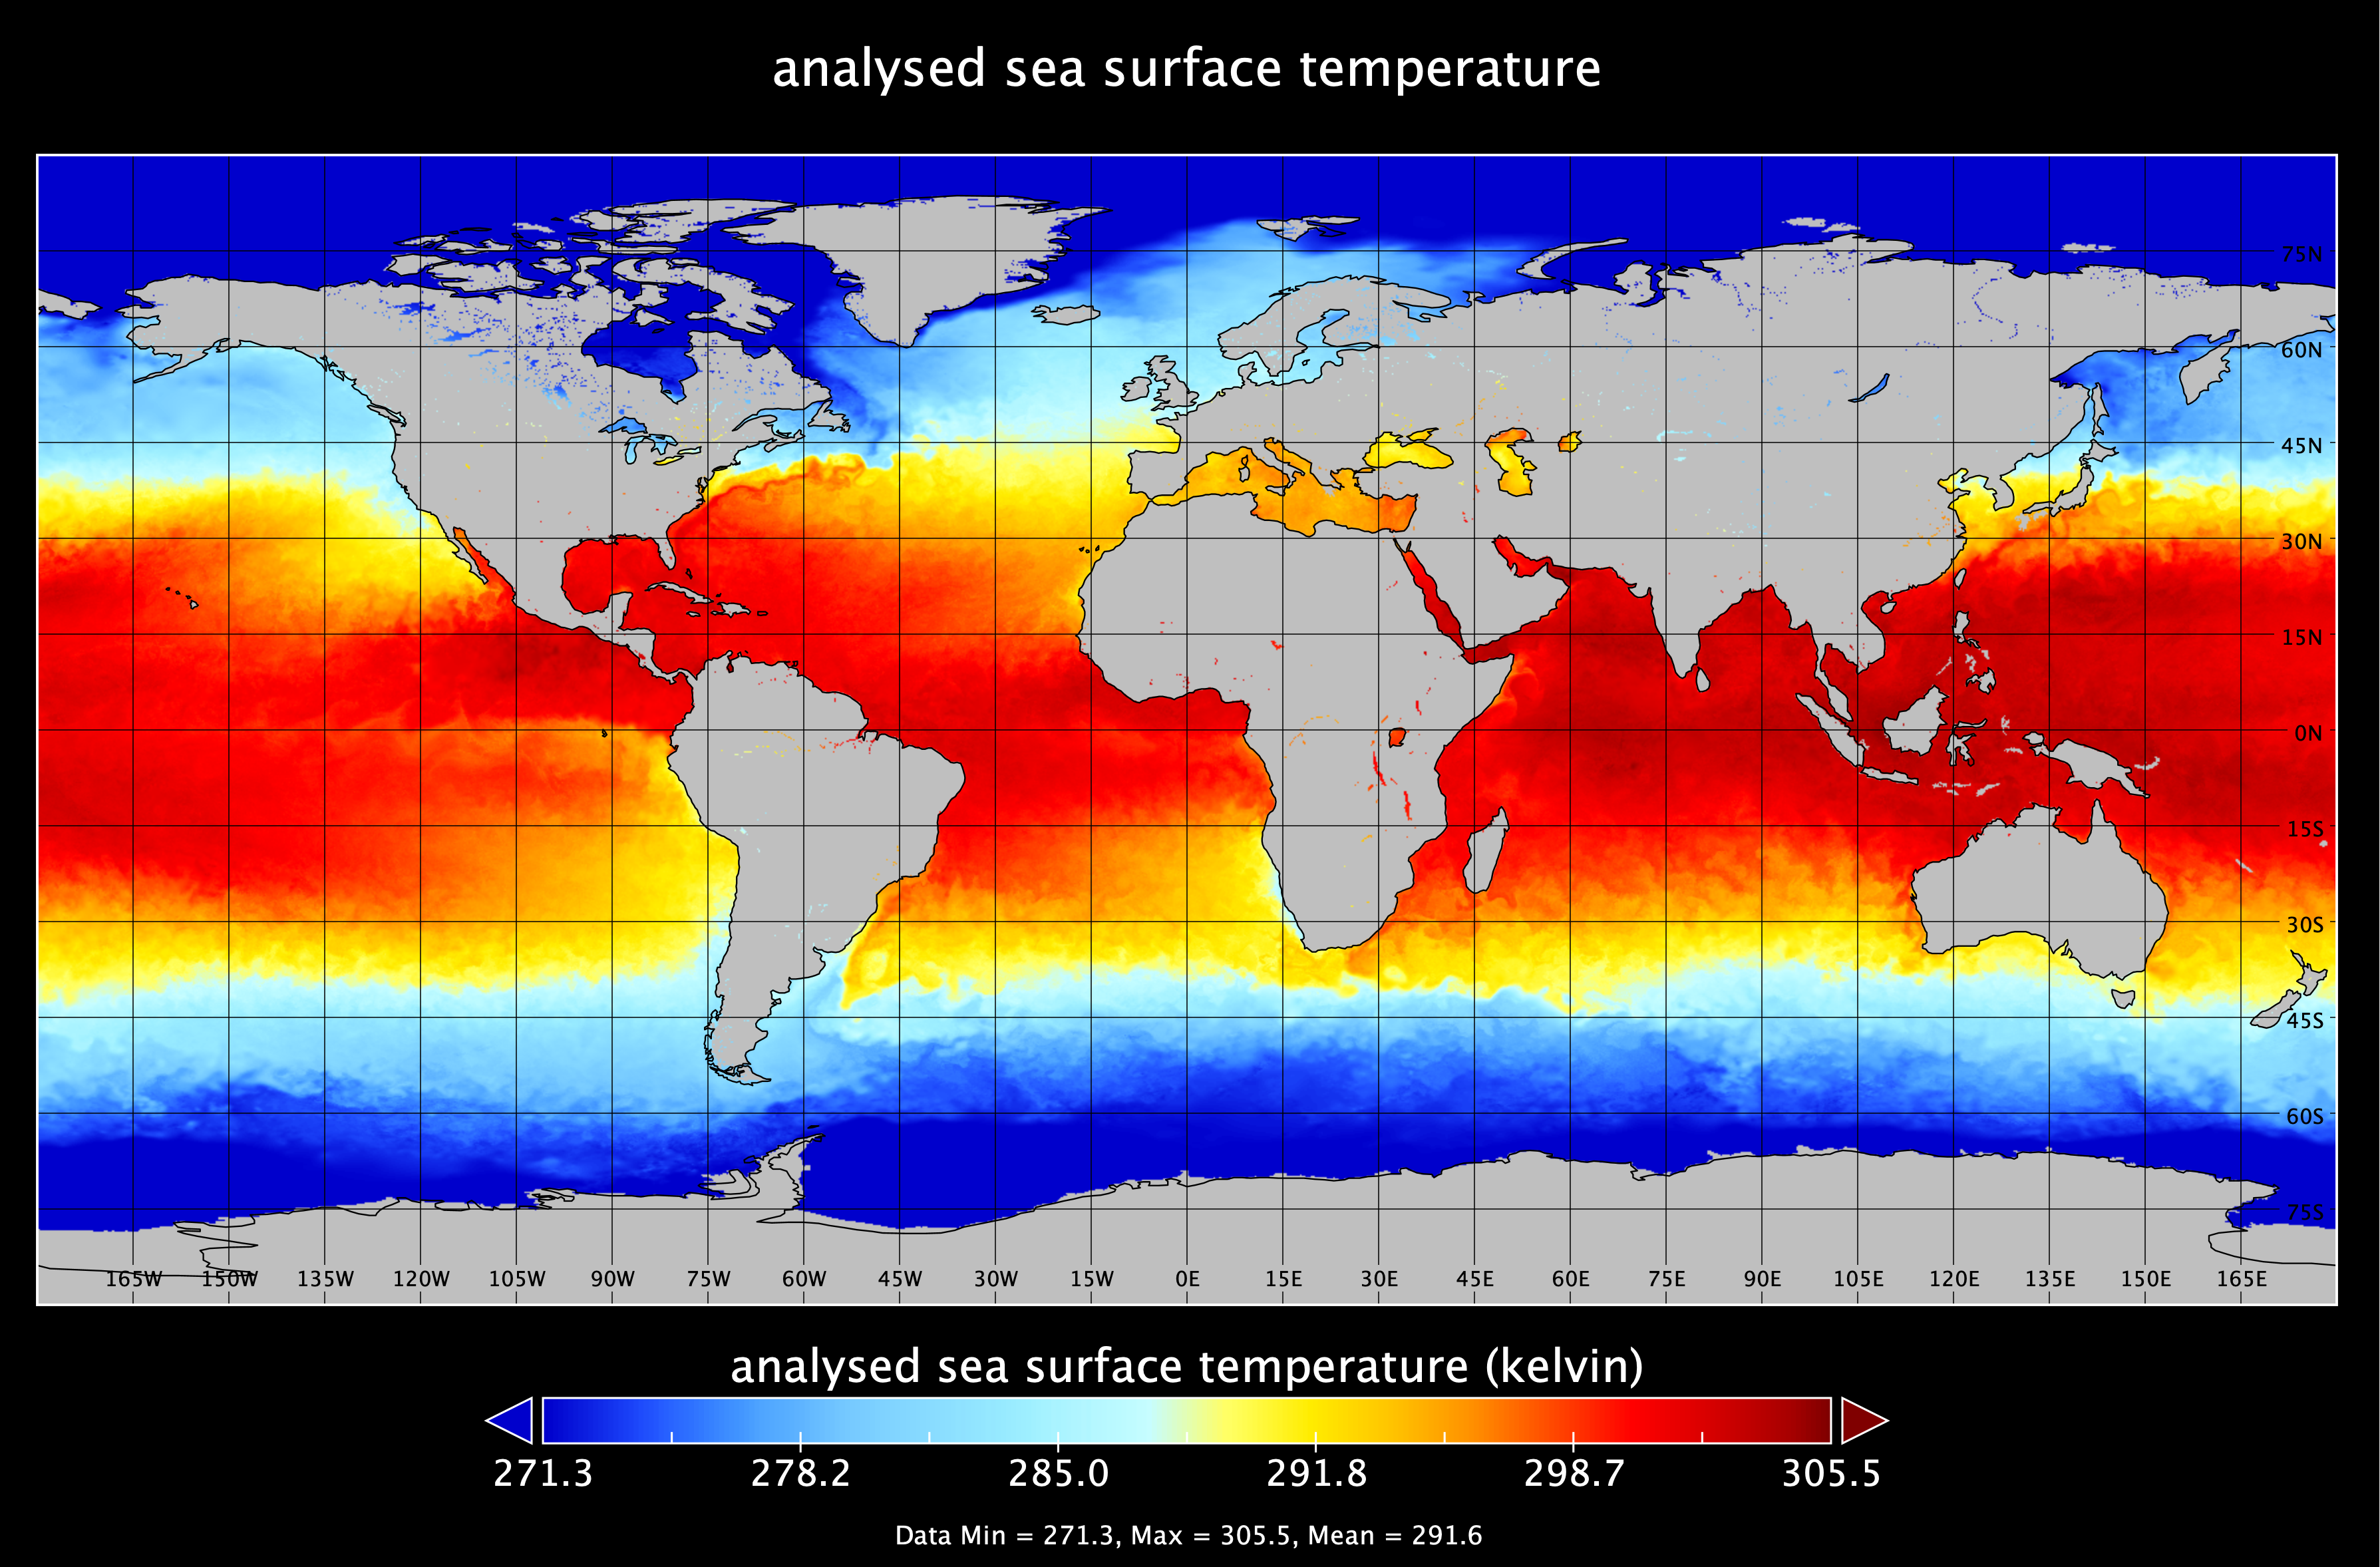 analysed sea surface temperature
75N
60N
45N
30N
15N
0N
15S
30S
45S
60S
75S
165W 150W 135W 120W 105W 90W 75W 60W 45W 30W 15W 0E 15E 30E 45E 60E 75E 90E 105E 120E 135E 150E 165E
analysed sea surface temperature (kelvin)
271.3 278.2 285.0 291.8 298.7 305.5
Data Min = 271.3, Max = 305.5, Mean = 291.6